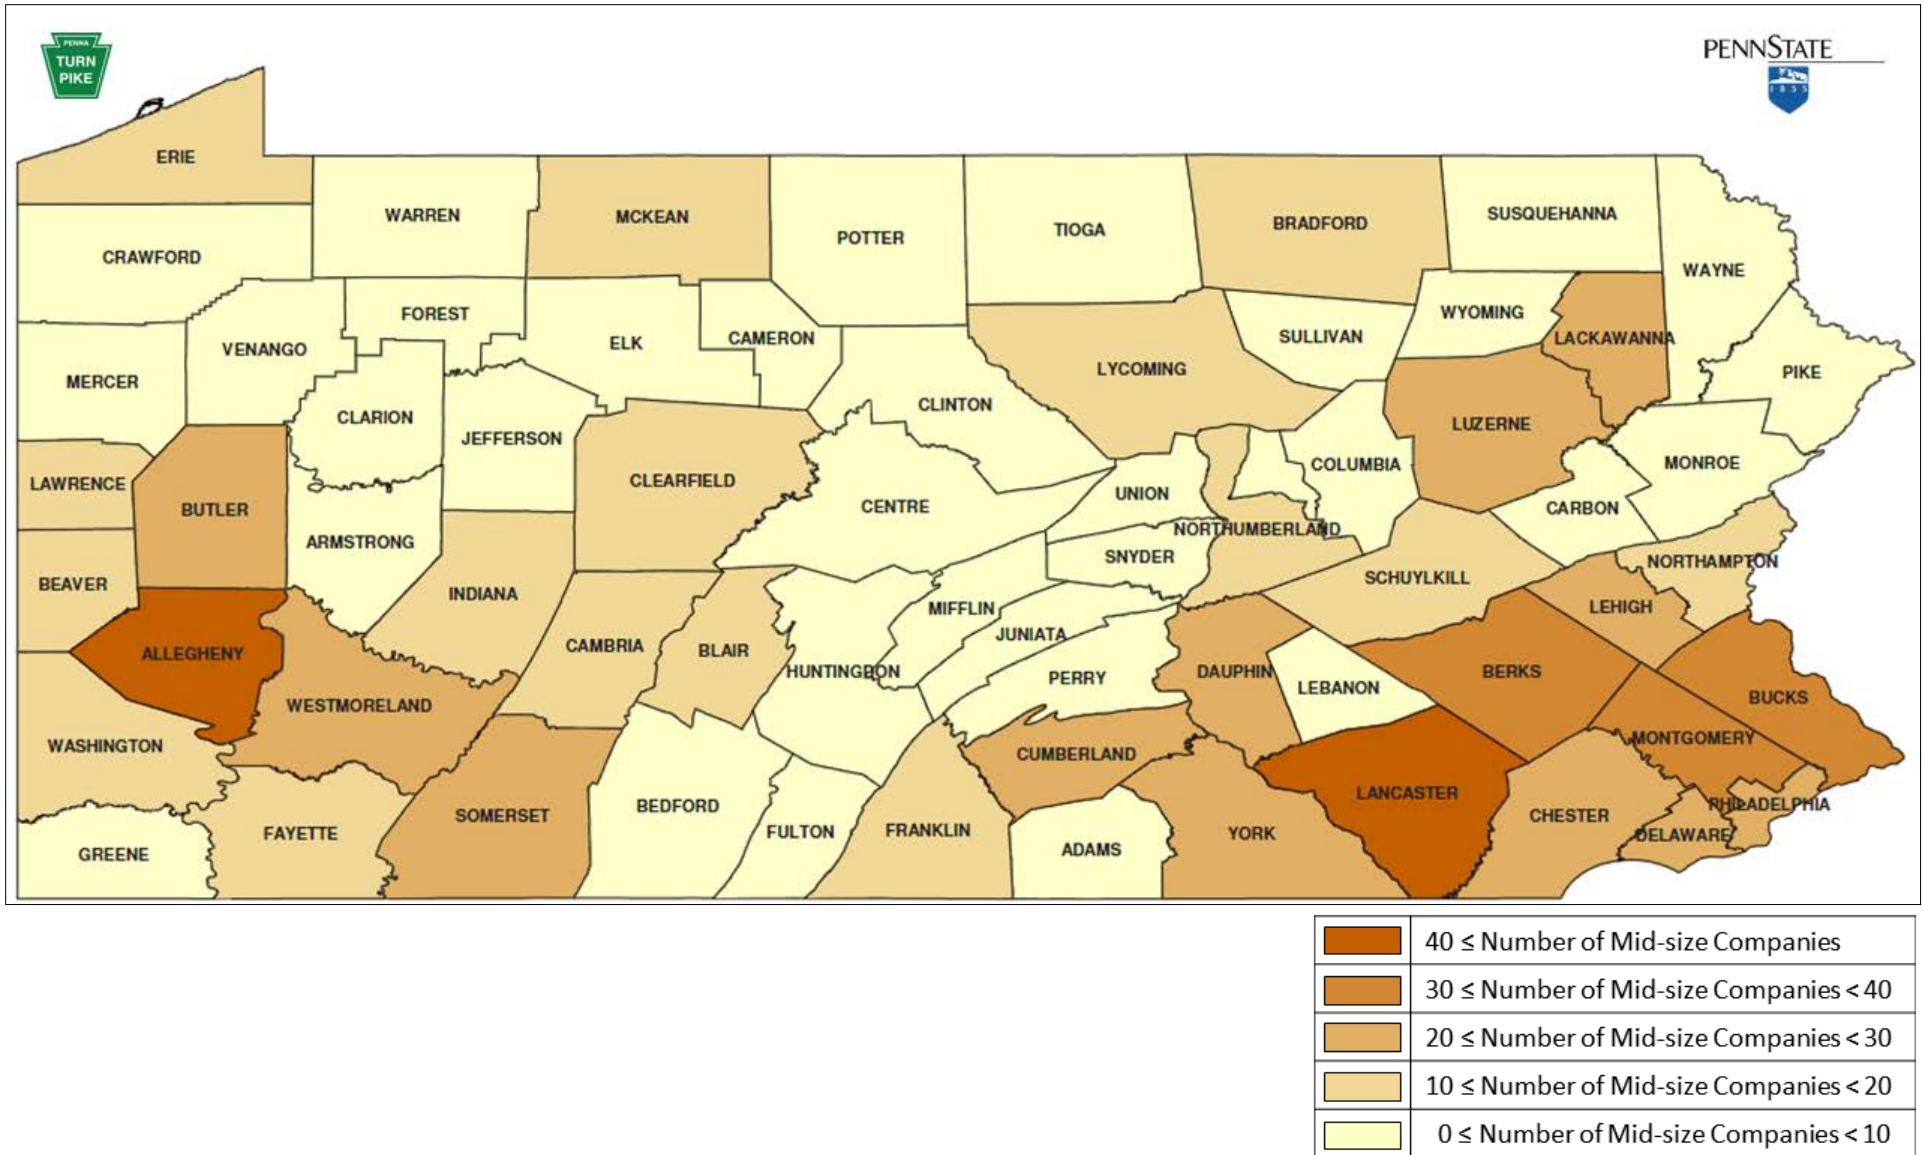 PENNA
TURN
PIKE
PENNSTATE
1 8 5 5
ERIE
WARREN
MCKEAN
POTTER
TIOGA
BRADFORD
SUSQUEHANNA
CRAWFORD
WAYNE
FOREST
WYOMING
VENANGO
ELK
CAMERON
SULLIVAN
LACKAWANNA
MERCER
LYCOMING
PIKE
CLARION
CLINTON
JEFFERSON
LUZERNE
LAWRENCE
CLEARFIELD
COLUMBIA
MONROE
BUTLER
CENTRE
UNION
CARBON
ARMSTRONG
NORTHUMBERLAND
BEAVER
INDIANA
SNYDER
SCHUYLKILL
NORTHAMPTON
MIFFLIN
LEHIGH
ALLEGHENY
CAMBRIA
BLAIR
JUNIATA
HUNTINGDON
PERRY
DAUPHIN
LEBANON
BERKS
WESTMORELAND
BUCKS
WASHINGTON
CUMBERLAND
MONTGOMERY
SOMERSET
BEDFORD
LANCASTER
PHILADELPHIA
GREENE
FAYETTE
FULTON
FRANKLIN
ADAMS
YORK
CHESTER
DELAWARE
40 ≤ Number of Mid-size Companies
30 ≤ Number of Mid-size Companies < 40
20 ≤ Number of Mid-size Companies < 30
10 ≤ Number of Mid-size Companies < 20
0 ≤ Number of Mid-size Companies < 10